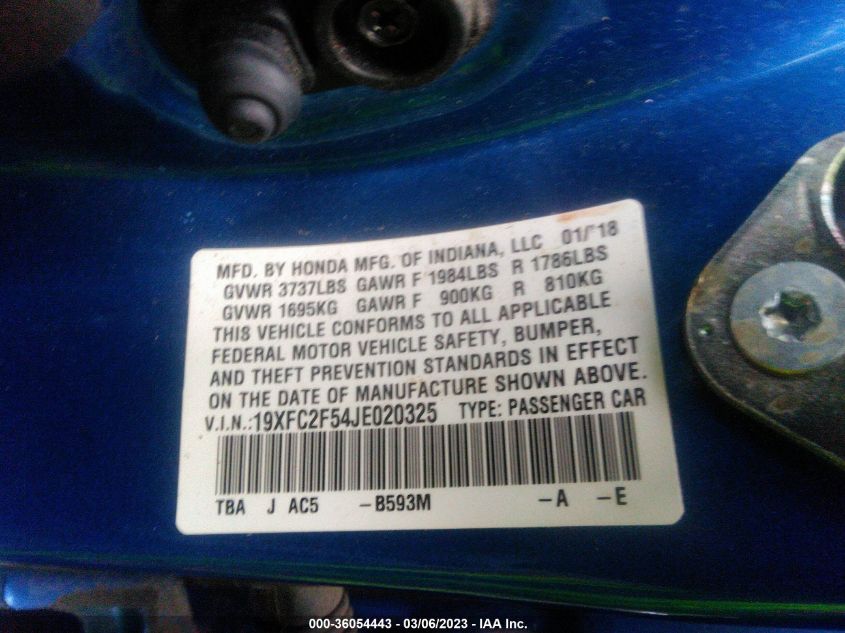 MFD. BY HONDA MFG. OF INDIANA, LLC 01/18
GVWR 3737LBS GAWR F 1984LBS R 1786LBS
GVWR 1695KG GAWR F 900KG R 810KG
THIS VEHICLE CONFORMS TO ALL APPLICABLE
FEDERAL MOTOR VEHICLE SAFETY, BUMPER,
AND THEFT PREVENTION STANDARDS IN EFFECT
ON THE DATE OF MANUFACTURE SHOWN ABOVE.
V.I.N.:19XFC2F54JE020325 TYPE: PASSENGER CAR
TBA J AC5 -B593M -A -E
000-36054443 - 03/06/2023 - IAA Inc.